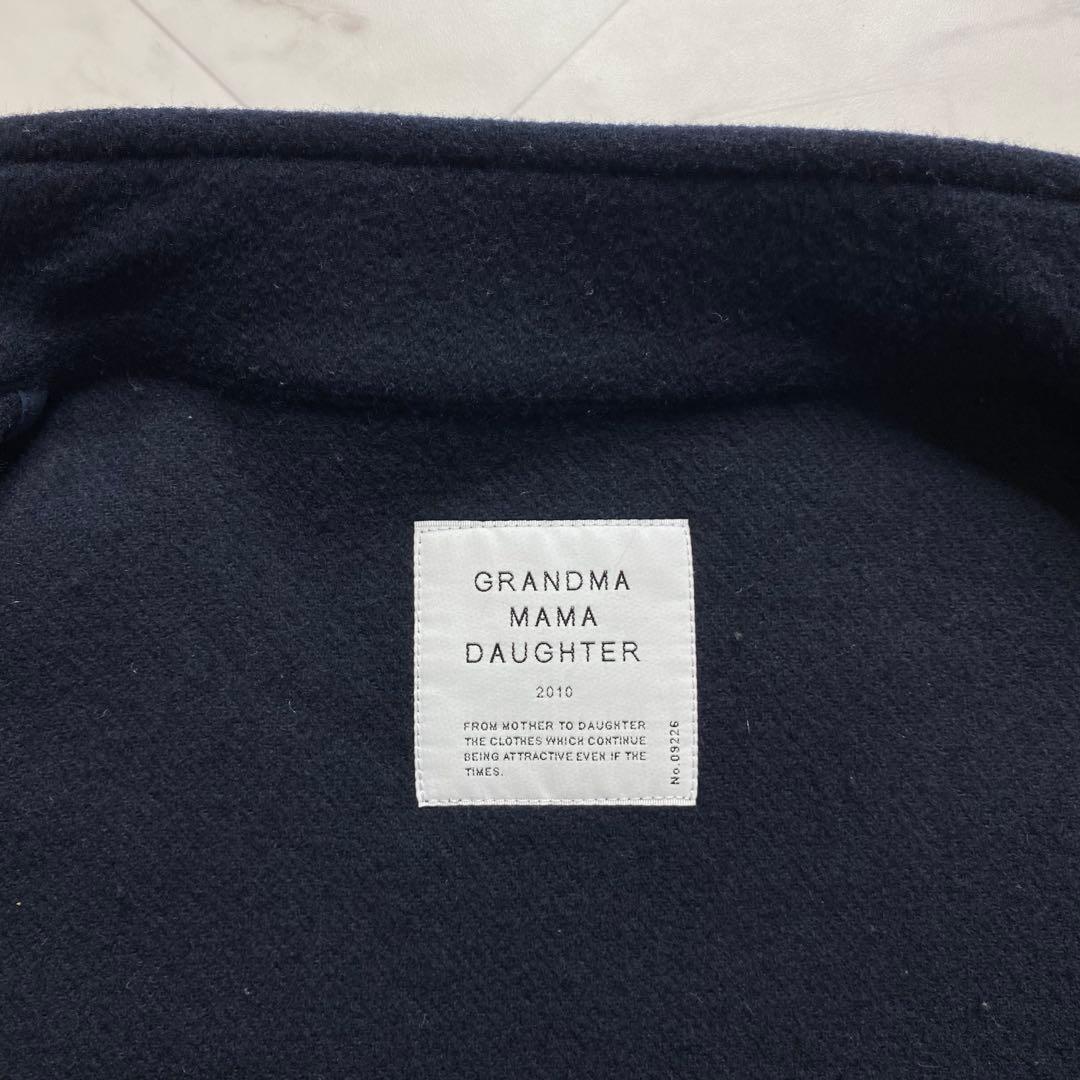 GRANDMA
MAMA
DAUGHTER
2010
FROM MOTHER TO DAUGHTER
THE CLOTHES WHICH CONTINUE
BEING ATTRACTIVE EVEN IF THE
TIMES.
No.09226